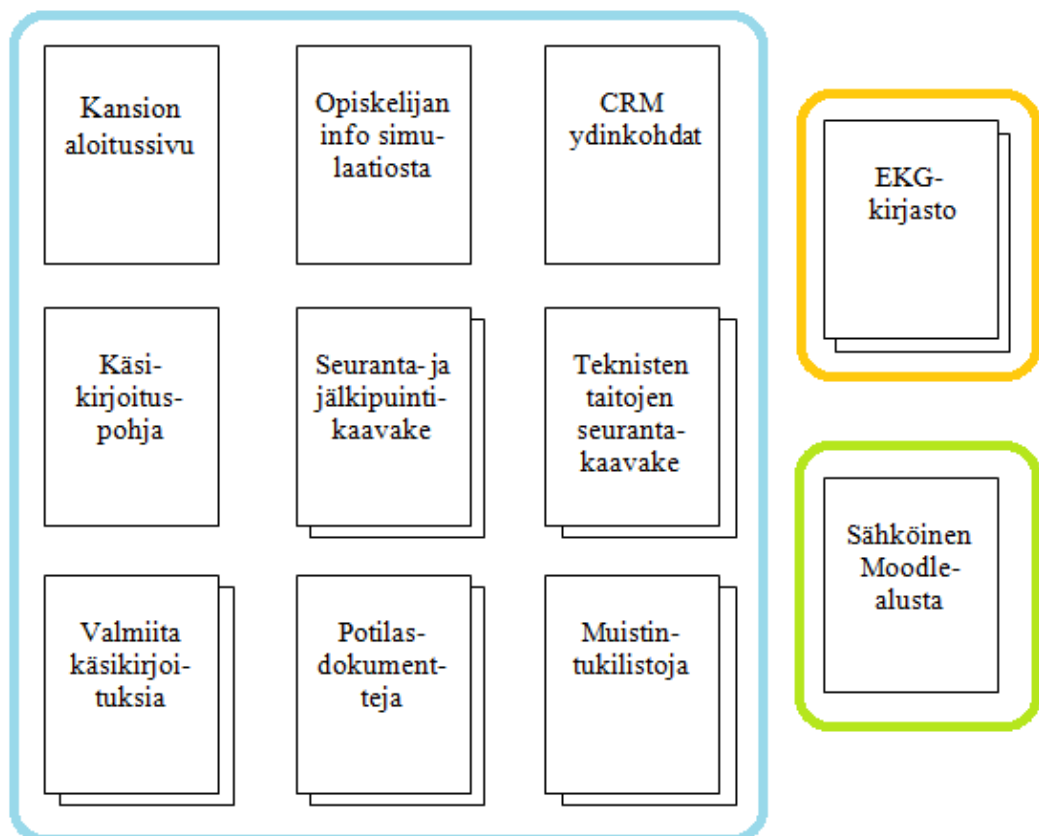 Kansion
aloitussivu
Opiskelijan
info simu-
laatiosta
CRM
ydinkohdat
EKG-
kirjasto
Käsi-
kirjoitus-
pohja
Seuranta- ja
jälkipuinti-
kaavake
Teknisten
taitojen
seuranta-
kaavake
Sähköinen
Moodle-
alusta
Valmiita
käsikirjoi-
tuksia
Potilas-
dokument-
teja
Muistin-
tukilistoja